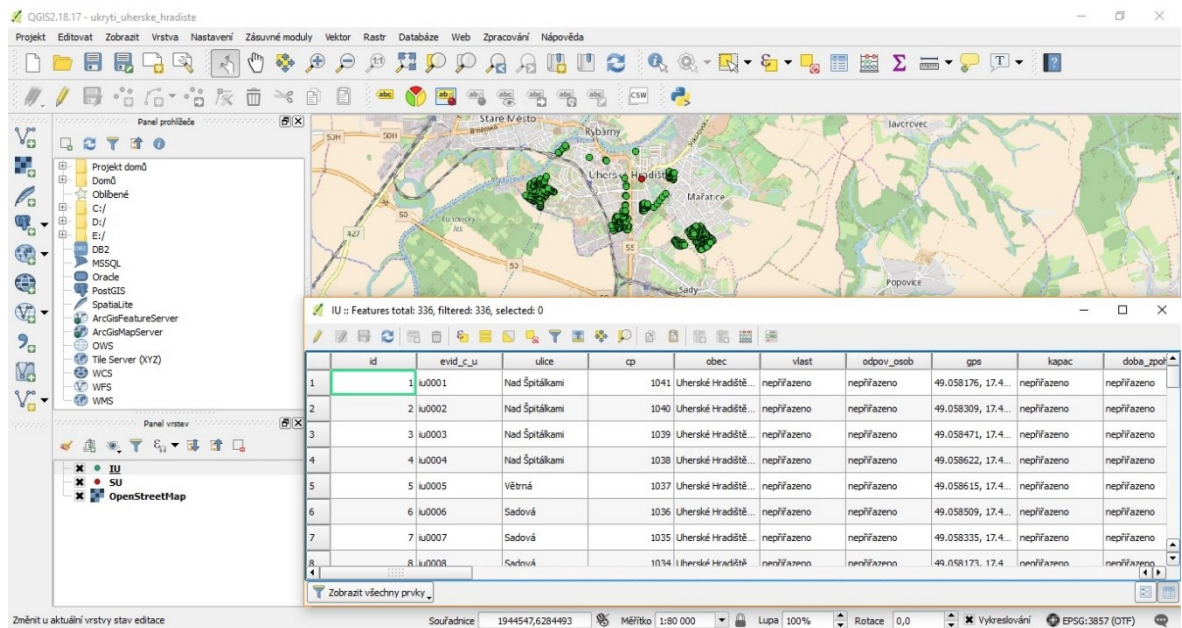 QGIS2.18.17 - ukryti_uherske_hradiste
Projekt Editovat Zobrazit Vrstva Nastavení Zásuvné moduly Vektor Rastr Databáze Web Zpracování Nápověda
Panel prohlížeče
Projekt domů
Domů
Oblíbené
C:/
D:/
E:/
DB2
MSSQL
Oracle
PostGIS
SpatiaLite
ArcGisFeatureServer
ArcGisMapServer
OWS
Tile Server (XYZ)
WCS
WFS
WMS
Panel vrstev
IU
SU
OpenStreetMap
Staré Město
Rybárny
Uherské Hradiště
Mařatice
Javorovec
Kunovský les
Sady
Popovice
50H
50H
50
427
55
50
IU :: Features total: 336, filtered: 336, selected: 0
id evid_c_u ulice cp obec vlast odpov_osob gps kapac doba_zpoh
1 1 iu0001 Nad Špitálkami 1041 Uherské Hradiště... nepřiřazeno nepřiřazeno 49.058176, 17.4... nepřiřazeno nepřiřazeno
2 2 iu0002 Nad Špitálkami 1040 Uherské Hradiště... nepřiřazeno nepřiřazeno 49.058309, 17.4... nepřiřazeno nepřiřazeno
3 3 iu0003 Nad Špitálkami 1039 Uherské Hradiště... nepřiřazeno nepřiřazeno 49.058471, 17.4... nepřiřazeno nepřiřazeno
4 4 iu0004 Nad Špitálkami 1038 Uherské Hradiště... nepřiřazeno nepřiřazeno 49.058622, 17.4... nepřiřazeno nepřiřazeno
5 5 iu0005 Větrná 1037 Uherské Hradiště... nepřiřazeno nepřiřazeno 49.058615, 17.4... nepřiřazeno nepřiřazeno
6 6 iu0006 Sadová 1036 Uherské Hradiště... nepřiřazeno nepřiřazeno 49.058509, 17.4... nepřiřazeno nepřiřazeno
7 7 iu0007 Sadová 1035 Uherské Hradiště... nepřiřazeno nepřiřazeno 49.058335, 17.4... nepřiřazeno nepřiřazeno
8 8 iu0008 Sadová 1034 Uherské Hradiště... nepřiřazeno nepřiřazeno 49.058173, 17.4... nepřiřazeno nepřiřazeno
Zobrazit všechny prvky
Změnit u aktuální vrstvy stav editace
Souřadnice 1944547,6284493 Měřítko 1:80 000 Lupa 100% Rotace 0,0 Vykreslování EPSG:3857 (OTF)